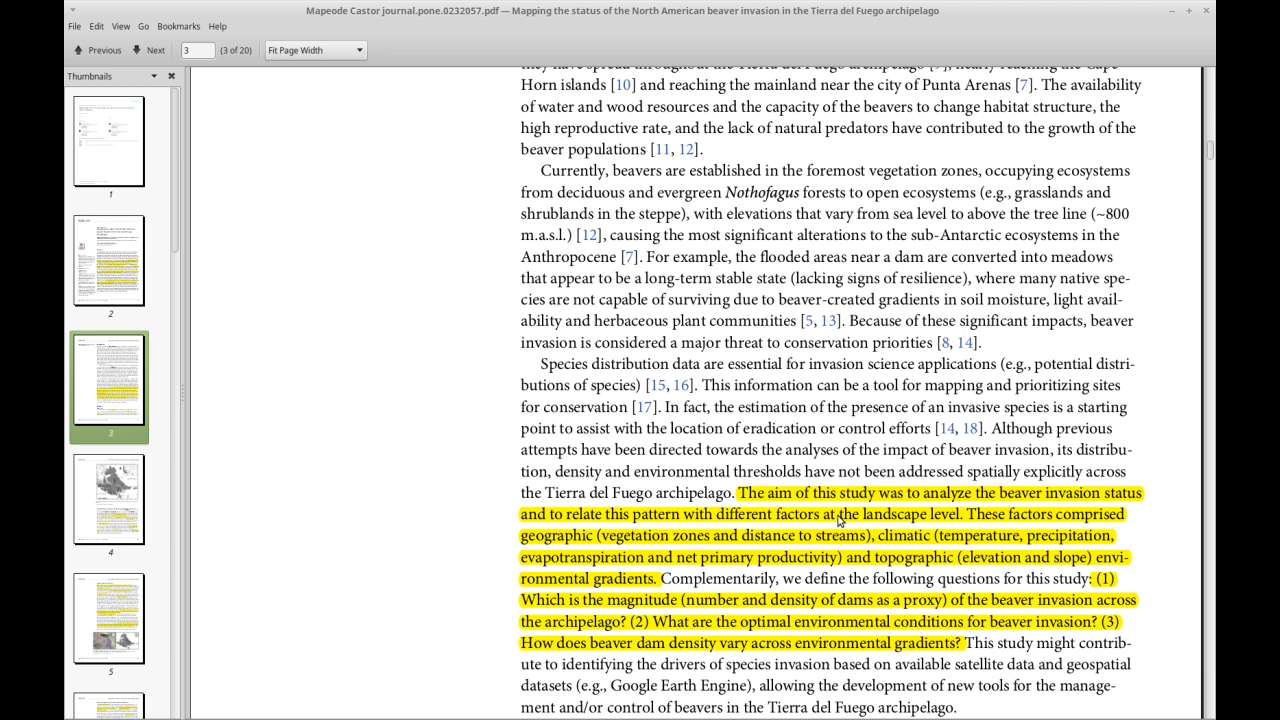 Mapeode Castor journal.pone.0232057.pdf — Mapping the status of the North American beaver invasion in the Tierra del Fuego archipelago
File Edit View Go Bookmarks Help
Previous Next 3 (3 of 20) Fit Page Width
Thumbnails
1
2
3
4
5
they have spread throughout the Tierra del Fuego archipelago [9], nearly reaching the Cape
Horn islands [10] and reaching the mainland near the city of Punta Arenas [7]. The availability
of water and wood resources and the capacity of the beavers to change habitat structure, the
high reproductive rate, and the lack of natural predators have contributed to the growth of the
beaver populations [11, 12].
Currently, beavers are established in the foremost vegetation zones, occupying ecosystems
from deciduous and evergreen Nothofagus forests to open ecosystems (e.g., grasslands and
shrublands in the steppe), with elevations that vary from sea level to above the tree line (~800
m a.s.l.) [12], causing the most significant alterations to the sub-Antarctic ecosystems in the
Anthropocene [7]. For example, the flooded areas near a dam are converted into meadows
that appear to be a long-term stable state showing signs of resilience, where many native spe-
cies are not capable of surviving due to beaver-created gradients in soil moisture, light avail-
ability and herbaceous plant communities [5, 13]. Because of these significant impacts, beaver
invasion is considered a major threat to conservation priorities [8, 14].
Species distribution data are essential for invasion science applications (e.g., potential distri-
butions of species) [15, 16]. This information can be a tool for mapping and prioritizing sites
for conservation [17]. In fact, the estimation of the presence of an invasive species is a starting
point to assist with the location of eradication or control efforts [14, 18]. Although previous
attempts have been directed towards the analyses of the impact of beaver invasion, its distribu-
tion, density and environmental thresholds have not been addressed spatially explicitly across
the Tierra del Fuego archipelago. The aim of this study was to analyze the beaver invasion status
and to relate this pattern with different factors at the landscape level. These factors comprised
geographic (vegetation zones and distance to streams), climatic (temperature, precipitation,
evapotranspiration and net primary productivity) and topographic (elevation and slope) envi-
ronmental gradients. Complementarily, we define the following questions for this study: (1)
What is the magnitude (number and density of dams as a proxy) of the beaver invasion across
the archipelago? (2) What are the optimal environmental conditions for beaver invasion? (3)
How does beaver dam density vary across environmental gradients? This study might contrib-
ute to identifying the drivers of species invasion based on available satellite data and geospatial
datasets (e.g., Google Earth Engine), allowing the development of new tools for the manage-
ment and/or control of beavers in the Tierra del Fuego archipelago.